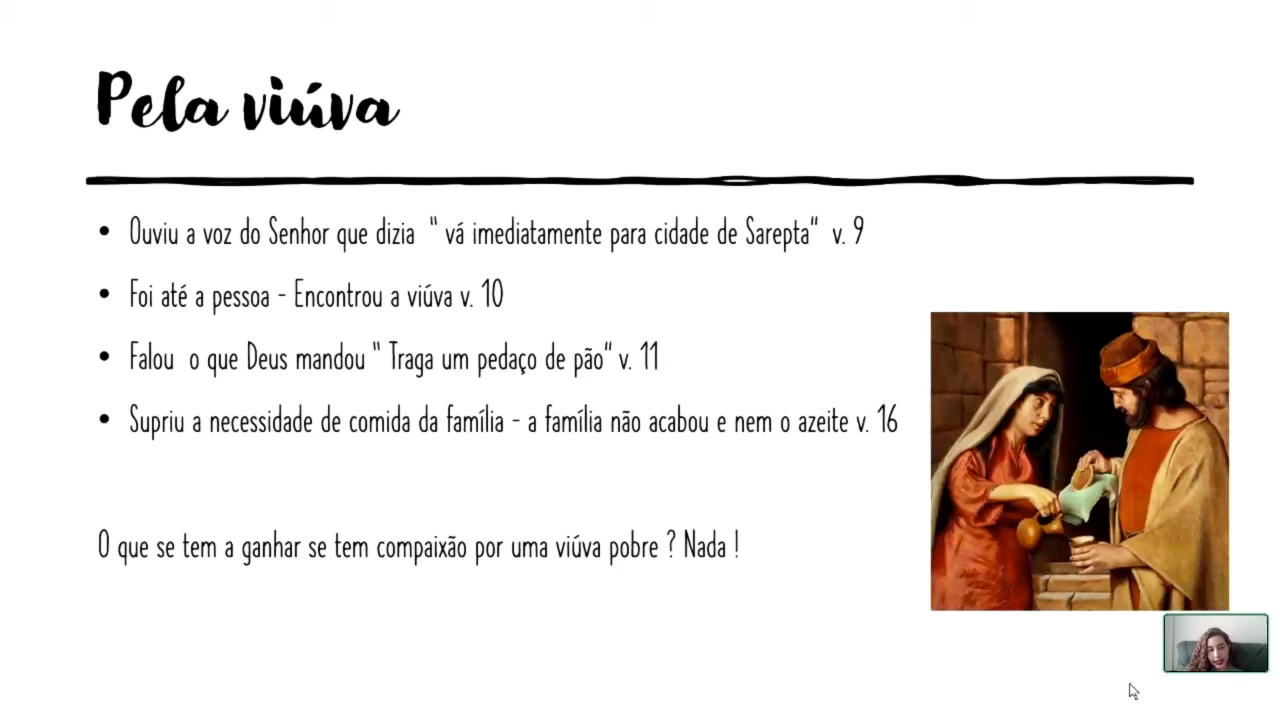 Pela viúva
• Ouviu a voz do Senhor que dizia " vá imediatamente para cidade de Sarepta" v. 9
• Foi até a pessoa - Encontrou a viúva v. 10
• Falou o que Deus mandou " Traga um pedaço de pão" v. 11
• Supriu a necessidade de comida da família - a família não acabou e nem o azeite v. 16
O que se tem a ganhar se tem compaixão por uma viúva pobre ? Nada !